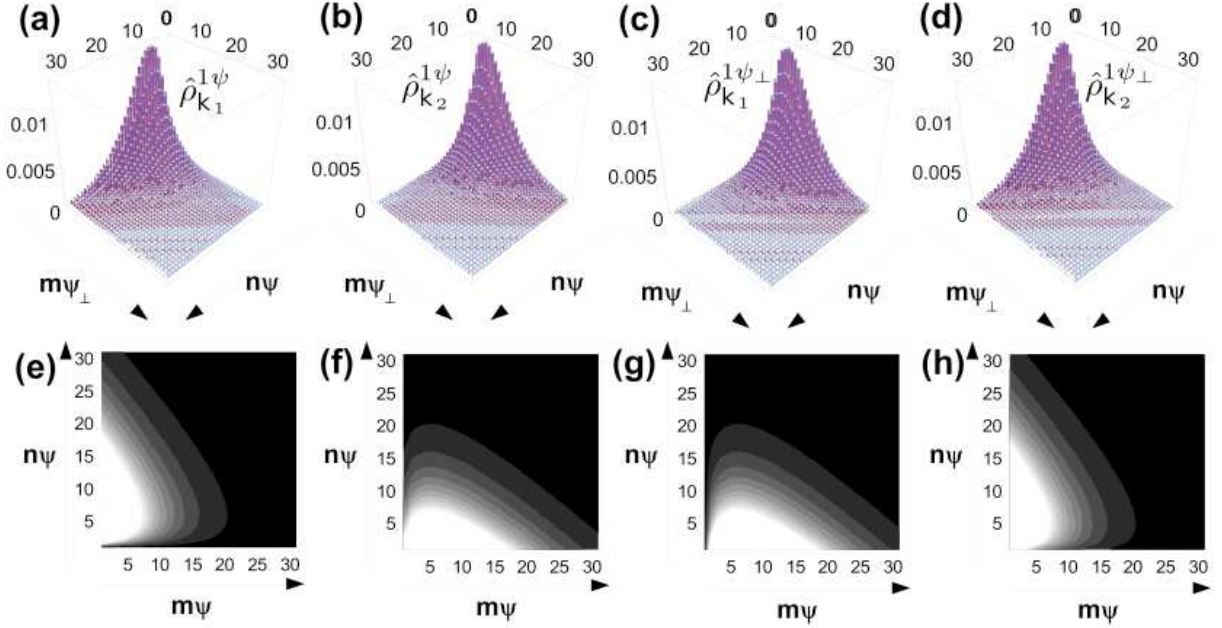 (a) (b) (c) (d)
0 0 0 0
10 10 10 10 10 10 10 10
20 20 20 20 20 20 20 20
30 30 30 30 30 30 30 30
ρ̂ₖ₁^1ψ ρ̂ₖ₂^1ψ ρ̂ₖ₁^1ψ⊥ ρ̂ₖ₂^1ψ⊥
0.01 0.01 0.01 0.01
0.005 0.005 0.005 0.005
0 0 0 0
mψ⊥ nψ mψ⊥ nψ mψ⊥ nψ mψ⊥ nψ
(e) (f) (g) (h)
30 30 30 30
25 25 25 25
20 20 20 20
nψ 15 nψ 15 nψ 15 nψ 15
10 10 10 10
5 5 5 5
5 10 15 20 25 30 5 10 15 20 25 30 5 10 15 20 25 30 5 10 15 20 25 30
mψ mψ mψ mψ